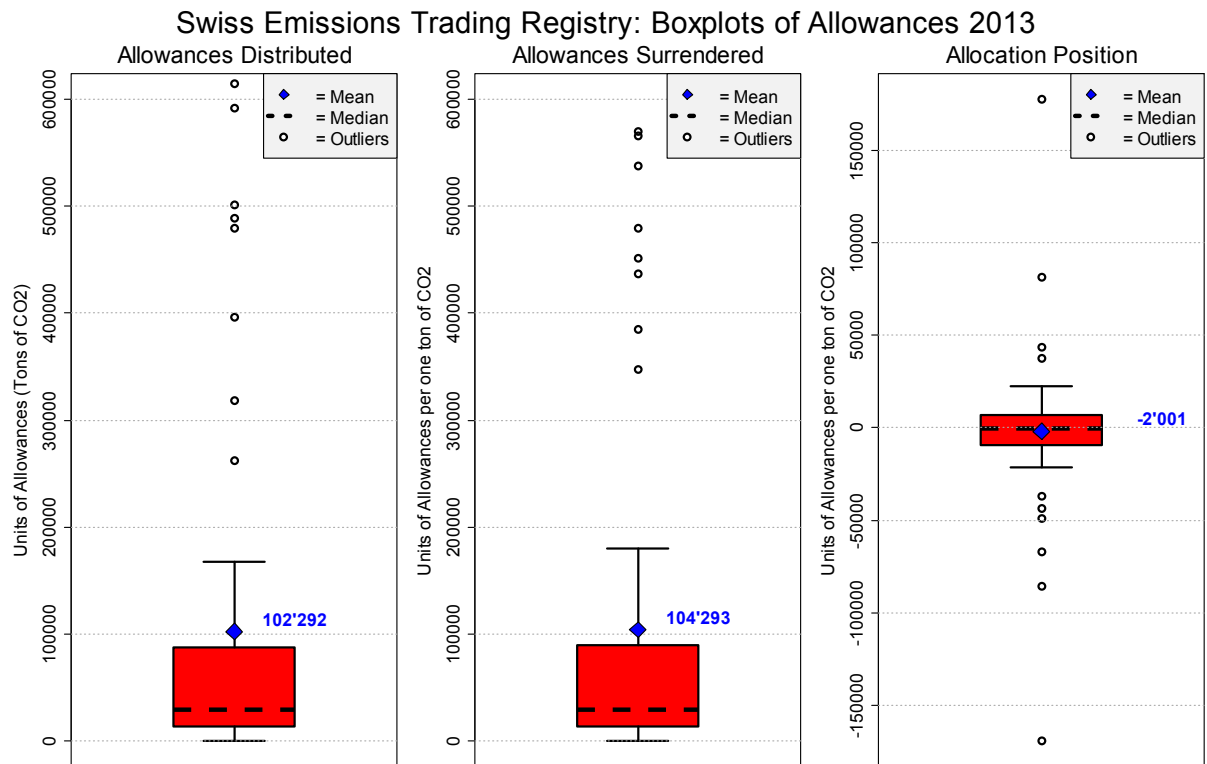 Swiss Emissions Trading Registry: Boxplots of Allowances 2013
Allowances Distributed
Units of Allowances (Tons of CO2)
600000
500000
400000
300000
200000
100000
0
= Mean
= Median
= Outliers
102'292
Allowances Surrendered
Units of Allowances per one ton of CO2
600000
500000
400000
300000
200000
100000
0
= Mean
= Median
= Outliers
104'293
Allocation Position
Units of Allowances per one ton of CO2
150000
100000
50000
0
-50000
-100000
-150000
= Mean
= Median
= Outliers
-2'001